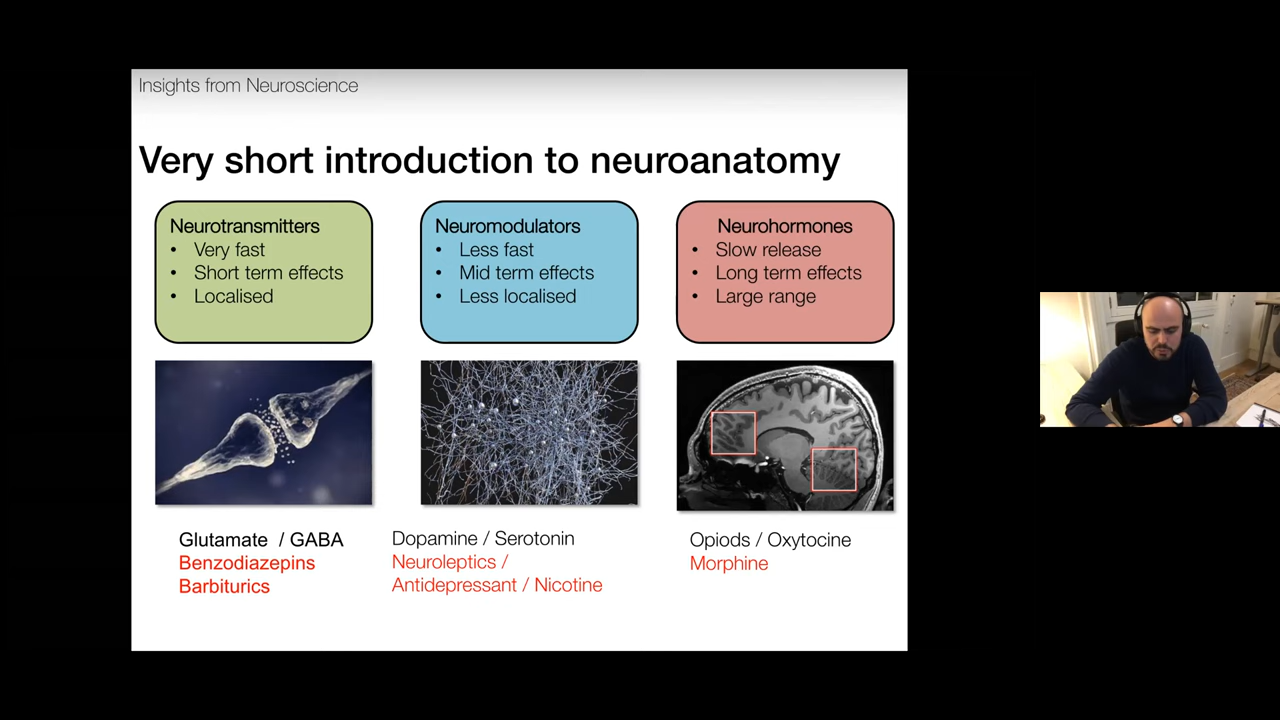 Insights from Neuroscience
Very short introduction to neuroanatomy
Neurotransmitters
• Very fast
• Short term effects
• Localised
Neuromodulators
• Less fast
• Mid term effects
• Less localised
Neurohormones
• Slow release
• Long term effects
• Large range
Glutamate / GABA
Benzodiazepins
Barbiturics
Dopamine / Serotonin
Neuroleptics /
Antidepressant / Nicotine
Opiods / Oxytocine
Morphine